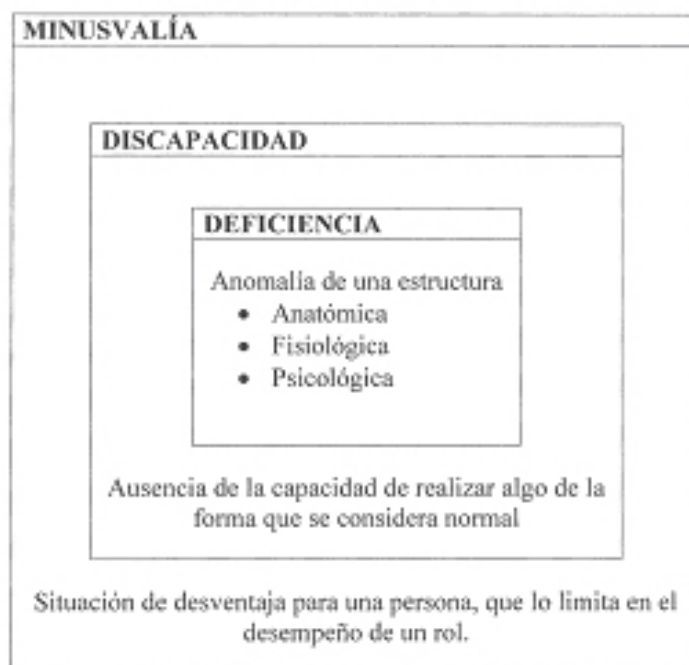 MINUSVALÍA
DISCAPACIDAD
DEFICIENCIA
Anomalía de una estructura
• Anatómica
• Fisiológica
• Psicológica
Ausencia de la capacidad de realizar algo de la
forma que se considera normal
Situación de desventaja para una persona, que lo limita en el
desempeño de un rol.